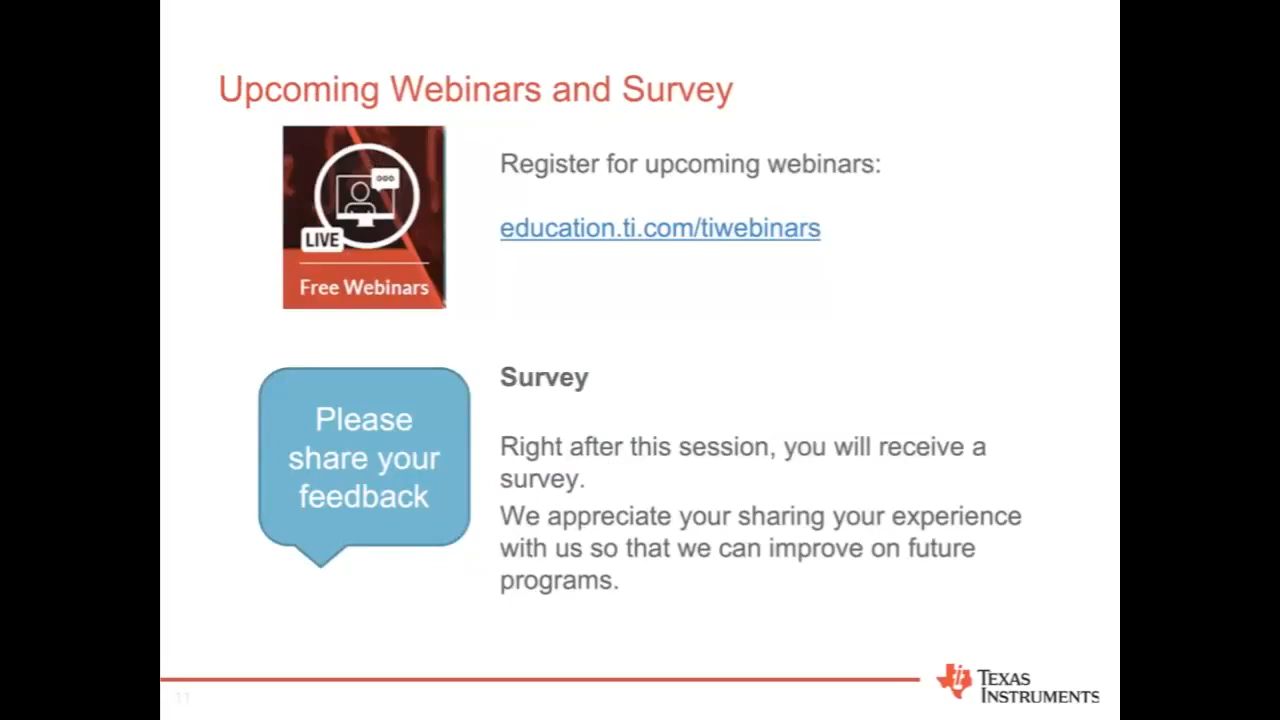 Upcoming Webinars and Survey
LIVE
Free Webinars
Register for upcoming webinars:
education.ti.com/tiwebinars
Please
share your
feedback
Survey
Right after this session, you will receive a
survey.
We appreciate your sharing your experience
with us so that we can improve on future
programs.
11
TEXAS
INSTRUMENTS